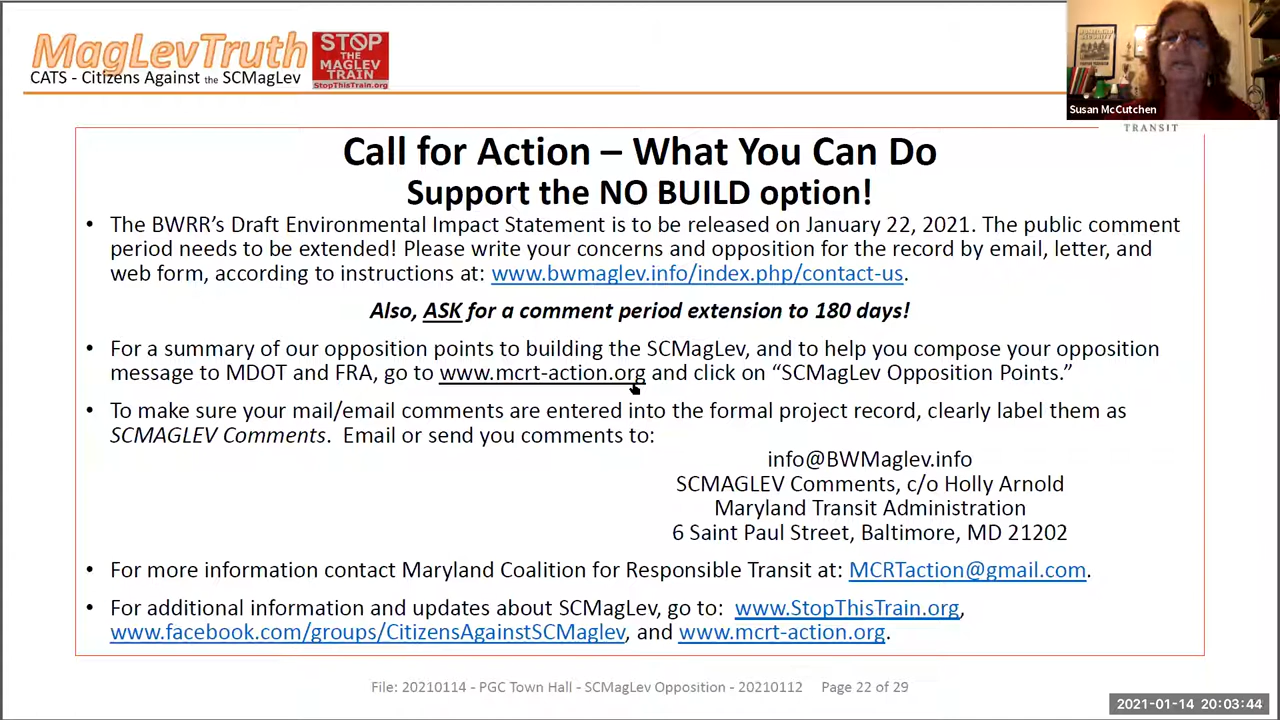 MagLevTruth
CATS - Citizens Against the SCMagLev
STOP
THE
MAGLEV
TRAIN
StopThisTrain.org
Susan McCutchen
TRANSIT
Call for Action – What You Can Do
Support the NO BUILD option!
• The BWRR's Draft Environmental Impact Statement is to be released on January 22, 2021. The public comment
period needs to be extended! Please write your concerns and opposition for the record by email, letter, and
web form, according to instructions at: www.bwmaglev.info/index.php/contact-us.
Also, ASK for a comment period extension to 180 days!
• For a summary of our opposition points to building the SCMagLev, and to help you compose your opposition
message to MDOT and FRA, go to www.mcrt-action.org and click on “SCMagLev Opposition Points.”
• To make sure your mail/email comments are entered into the formal project record, clearly label them as
SCMAGLEV Comments. Email or send you comments to:
info@BWMaglev.info
SCMAGLEV Comments, c/o Holly Arnold
Maryland Transit Administration
6 Saint Paul Street, Baltimore, MD 21202
• For more information contact Maryland Coalition for Responsible Transit at: MCRTaction@gmail.com.
• For additional information and updates about SCMagLev, go to: www.StopThisTrain.org,
www.facebook.com/groups/CitizensAgainstSCMaglev, and www.mcrt-action.org.
File: 20210114 - PGC Town Hall - SCMagLev Opposition - 20210112 Page 22 of 29
2021-01-14 20:03:44